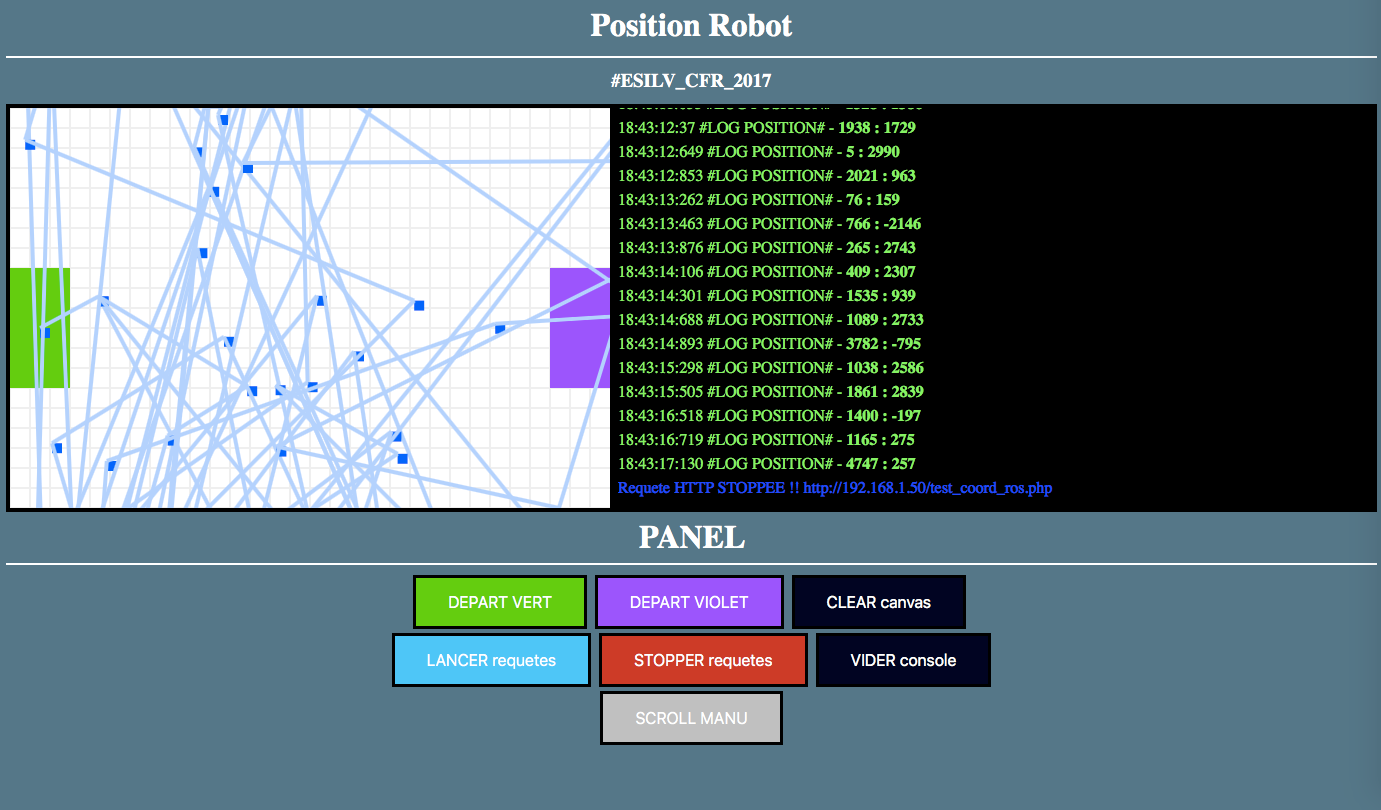 Position Robot
#ESILV_CFR_2017
18:43:12:37 #LOG POSITION# - 1938 : 1729
18:43:12:649 #LOG POSITION# - 5 : 2990
18:43:12:853 #LOG POSITION# - 2021 : 963
18:43:13:262 #LOG POSITION# - 76 : 159
18:43:13:463 #LOG POSITION# - 766 : -2146
18:43:13:876 #LOG POSITION# - 265 : 2743
18:43:14:106 #LOG POSITION# - 409 : 2307
18:43:14:301 #LOG POSITION# - 1535 : 939
18:43:14:688 #LOG POSITION# - 1089 : 2733
18:43:14:893 #LOG POSITION# - 3782 : -795
18:43:15:298 #LOG POSITION# - 1038 : 2586
18:43:15:505 #LOG POSITION# - 1861 : 2839
18:43:16:518 #LOG POSITION# - 1400 : -197
18:43:16:719 #LOG POSITION# - 1165 : 275
18:43:17:130 #LOG POSITION# - 4747 : 257
Requete HTTP STOPPEE !! http://192.168.1.50/test_coord_ros.php
PANEL
DEPART VERT
DEPART VIOLET
CLEAR canvas
LANCER requetes
STOPPER requetes
VIDER console
SCROLL MANU